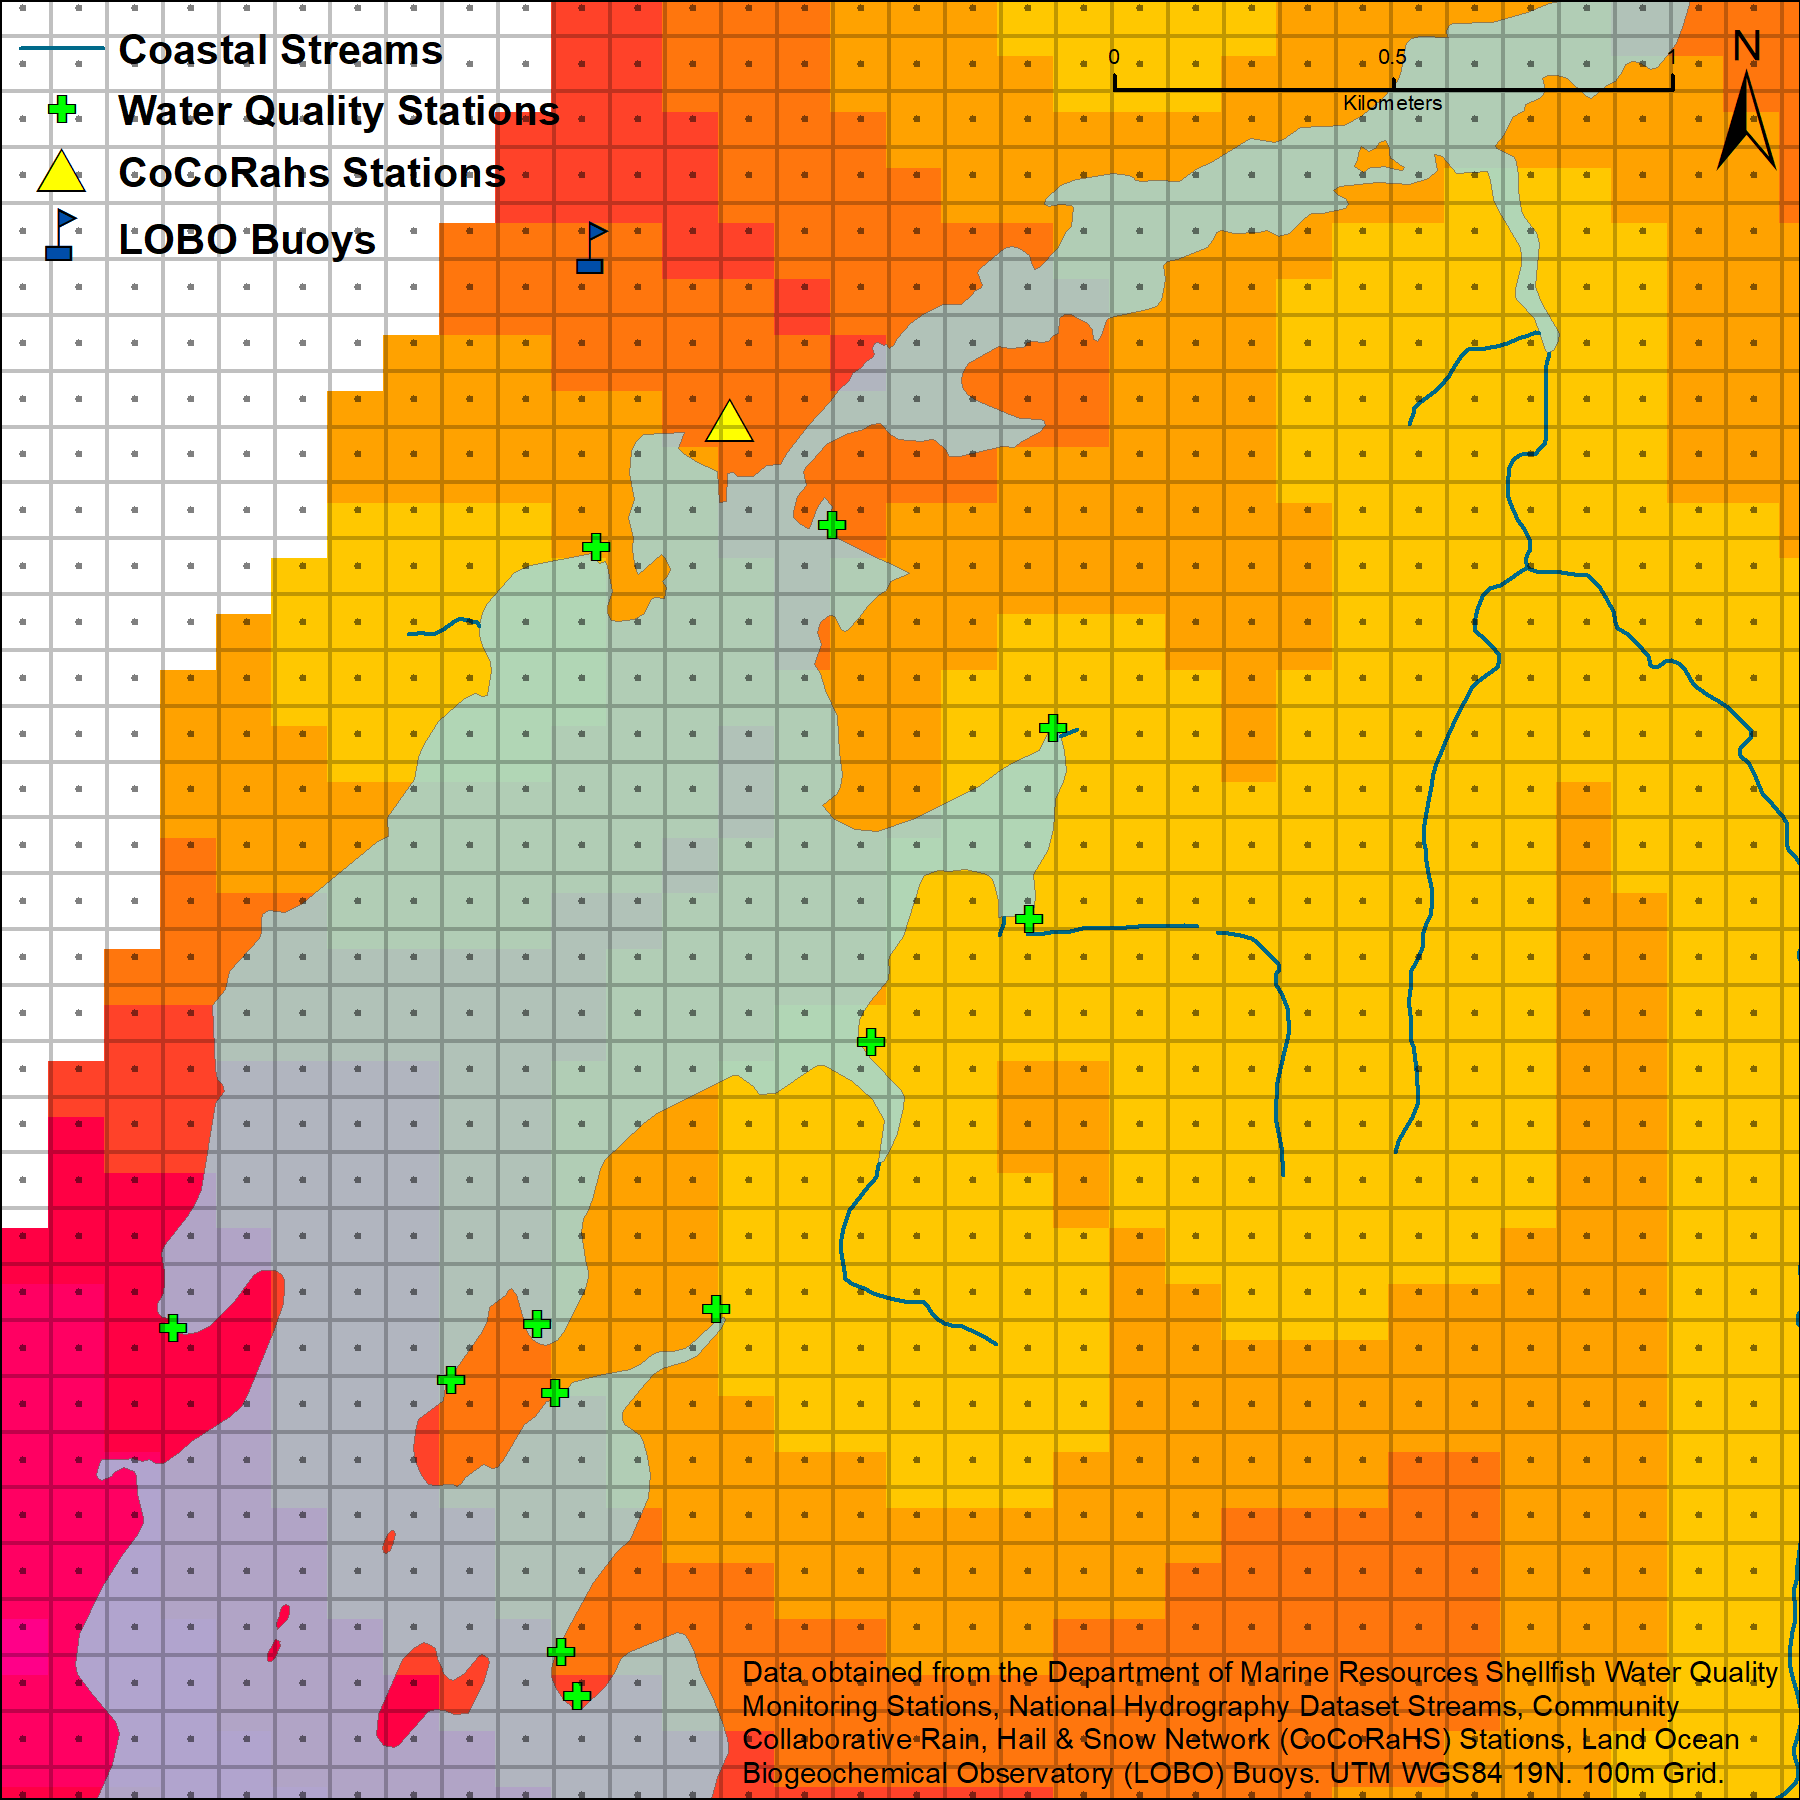 Coastal Streams
Water Quality Stations
CoCoRahs Stations
LOBO Buoys
0 0.5 1
Kilometers
N
Data obtained from the Department of Marine Resources Shellfish Water Quality
Monitoring Stations, National Hydrography Dataset Streams, Community
Collaborative Rain, Hail & Snow Network (CoCoRaHS) Stations, Land Ocean
Biogeochemical Observatory (LOBO) Buoys. UTM WGS84 19N. 100m Grid.